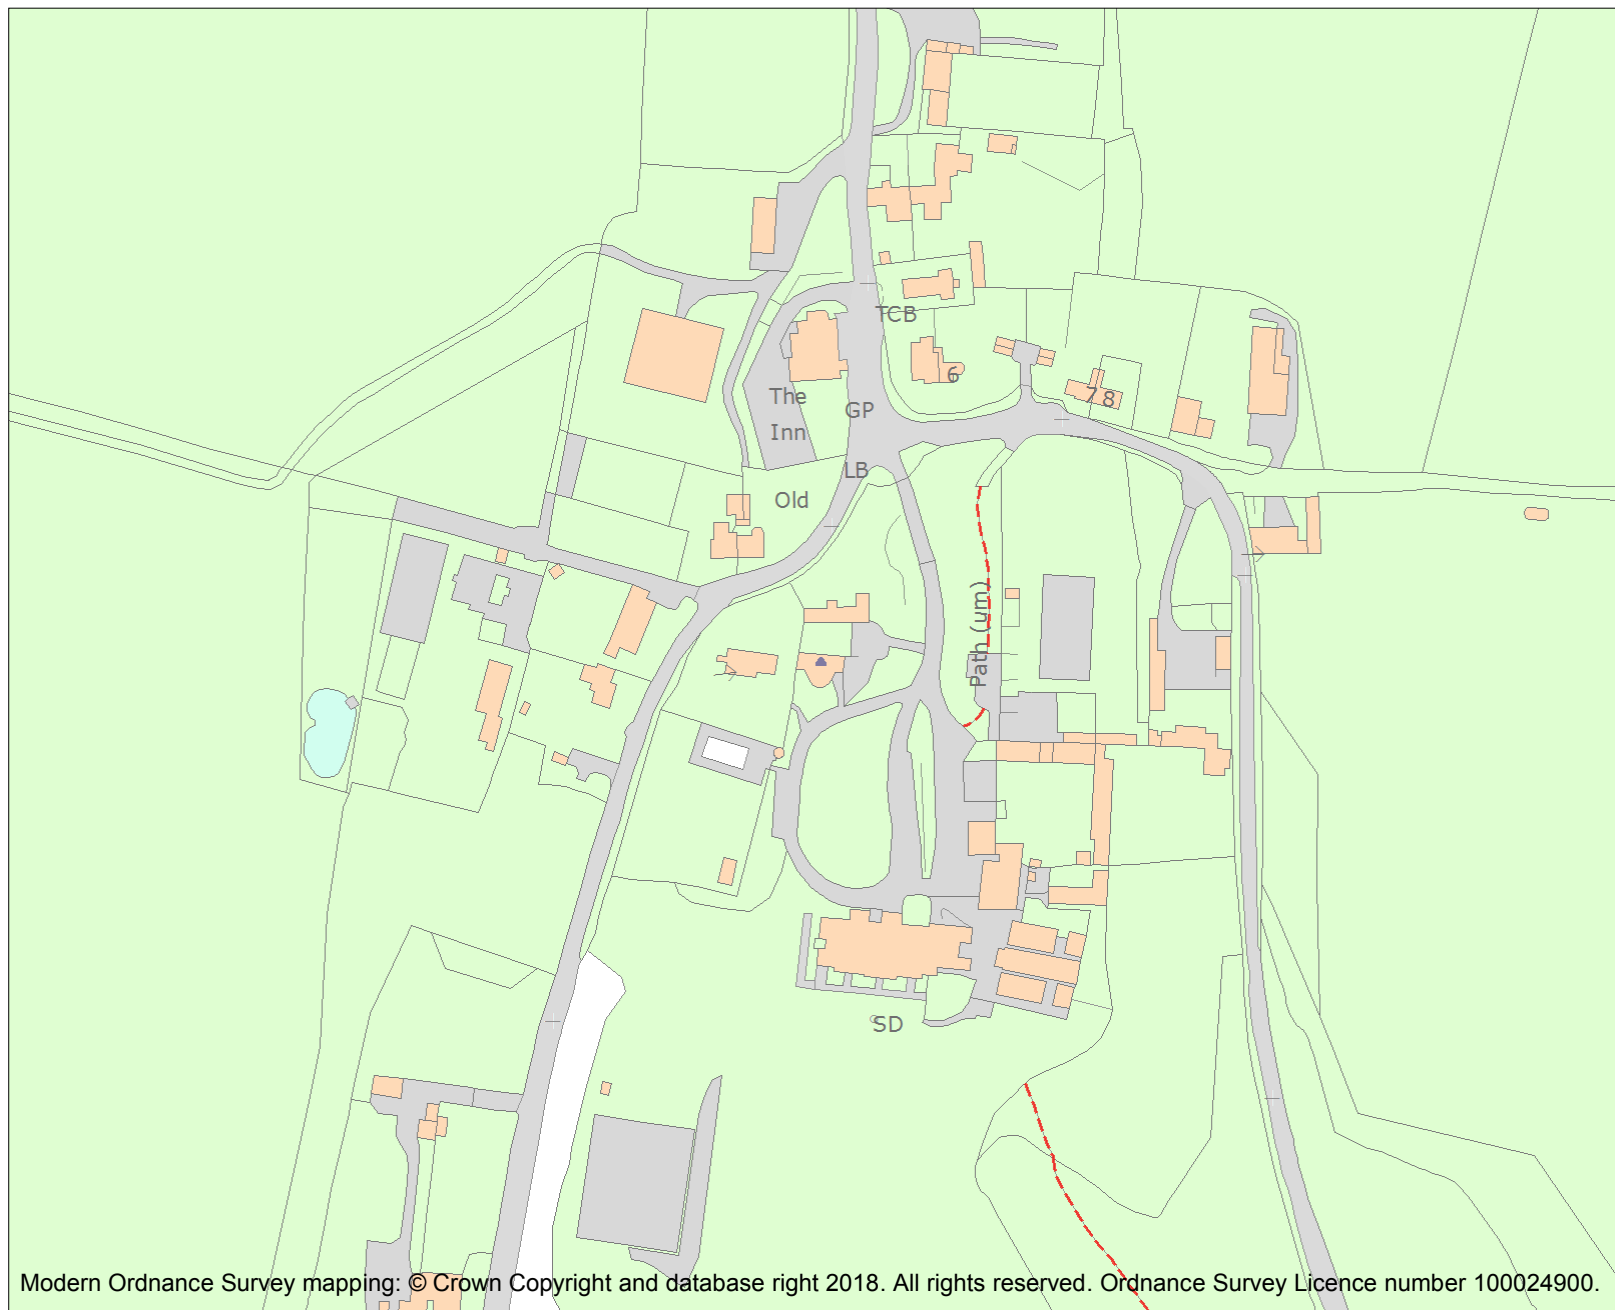 TCB
6
7 8
The
Inn
GP
LB
Old
Path (um)
SD
Modern Ordnance Survey mapping: © Crown Copyright and database right 2018. All rights reserved. Ordnance Survey Licence number 100024900.